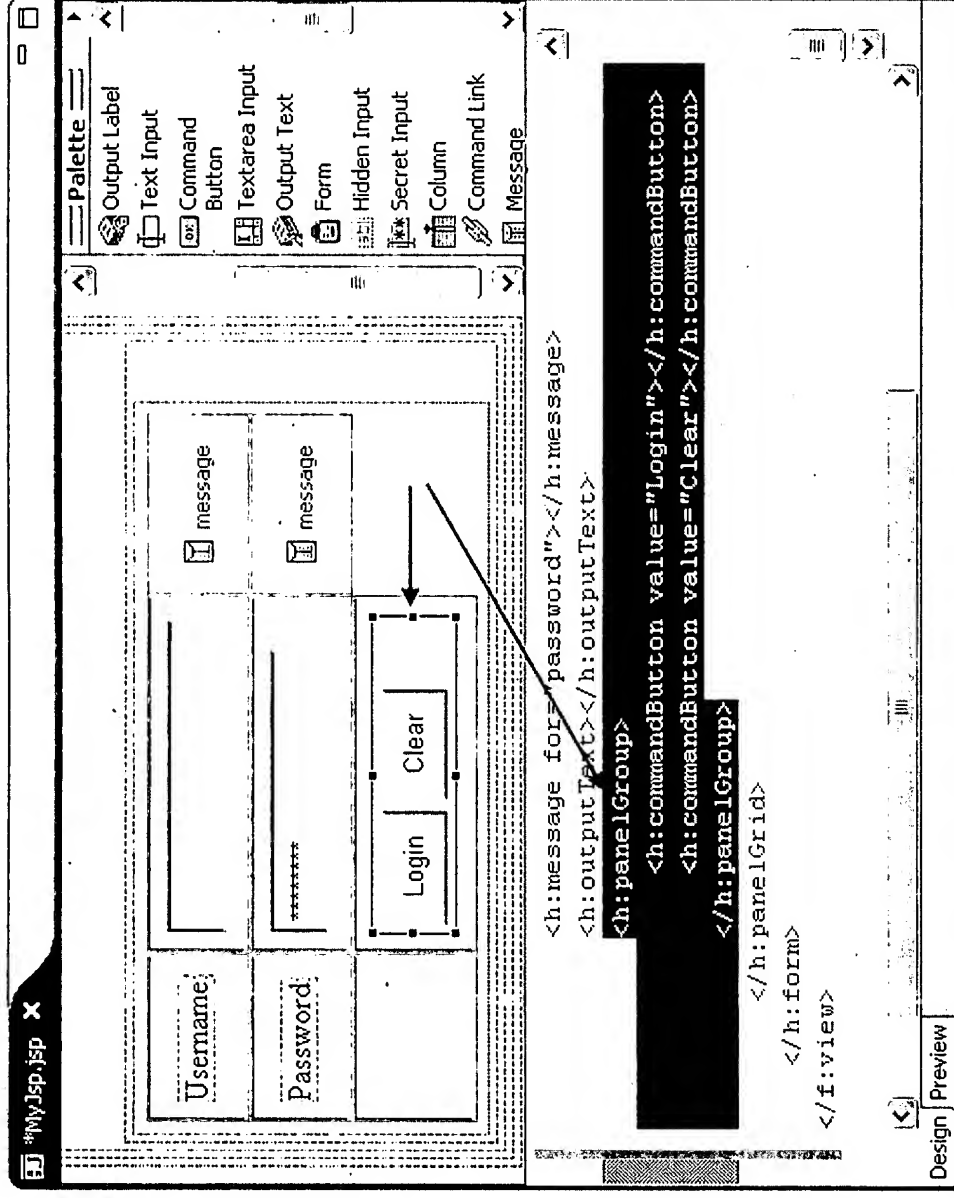 *MyJsp.jsp
Username:
message
Password:
********
message
Login
Clear
Palette
Output Label
Text Input
Command
Button
Textarea Input
Output Text
Form
Hidden Input
Secret Input
Column
Command Link
Message
<h:message for="password"></h:message>
<h:outputText></h:outputText>
<h:panelGroup>
<h:commandButton value="Login"></h:commandButton>
<h:commandButton value="Clear"></h:commandButton>
</h:panelGroup>
</h:panelGrid>
</h:form>
</f:view>
Design
Preview